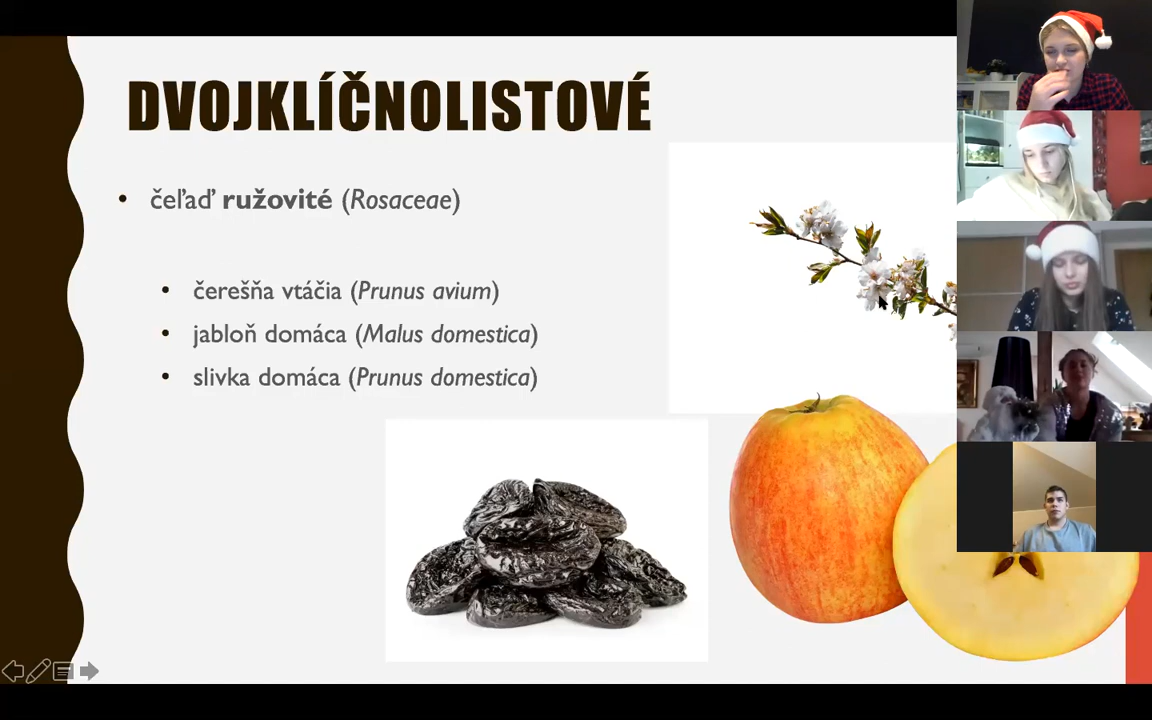 DVOJKLÍČNOLISTOVÉ
• čeľaď ružovité (Rosaceae)
• čerešňa vtáčia (Prunus avium)
• jabloň domáca (Malus domestica)
• slivka domáca (Prunus domestica)